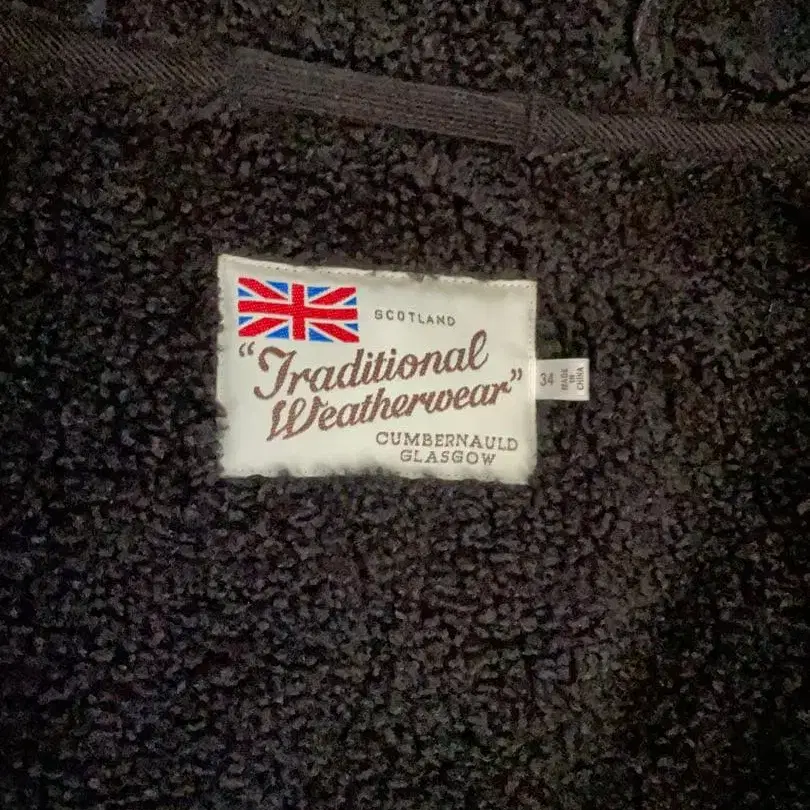 SCOTLAND
"Traditional
Weatherwear"
CUMBERNAULD
GLASGOW
34
MADE
IN
CHINA